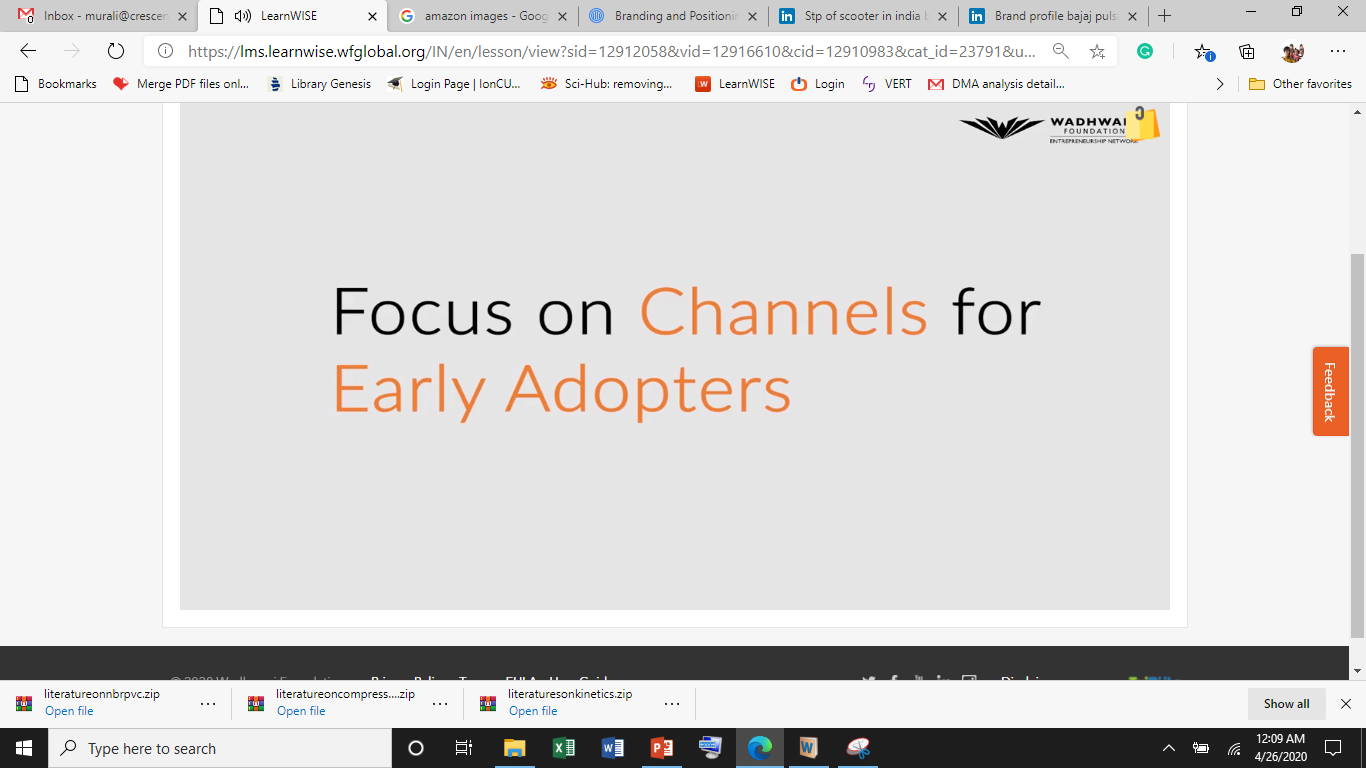 Inbox - murali@crescen
LearnWISE
amazon images - Goog
Branding and Positionin
Stp of scooter in india b
Brand profile bajaj puls
https://lms.learnwise.wfglobal.org/IN/en/lesson/view?sid=12912058&vid=12916610&cid=12910983&cat_id=23791&u...
Bookmarks
Merge PDF files onl...
Library Genesis
Login Page | IonCU...
Sci-Hub: removing...
LearnWISE
Login
VERT
DMA analysis detail...
Other favorites
WADHWAN
FOUNDATION
ENTREPRENEURSHIP NETWORK
Focus on Channels for
Early Adopters
Feedback
literatureonnbrpvc.zip
Open file
literatureoncompress....zip
Open file
literaturesonkinetics.zip
Open file
Show all
Type here to search
12:09 AM
4/26/2020